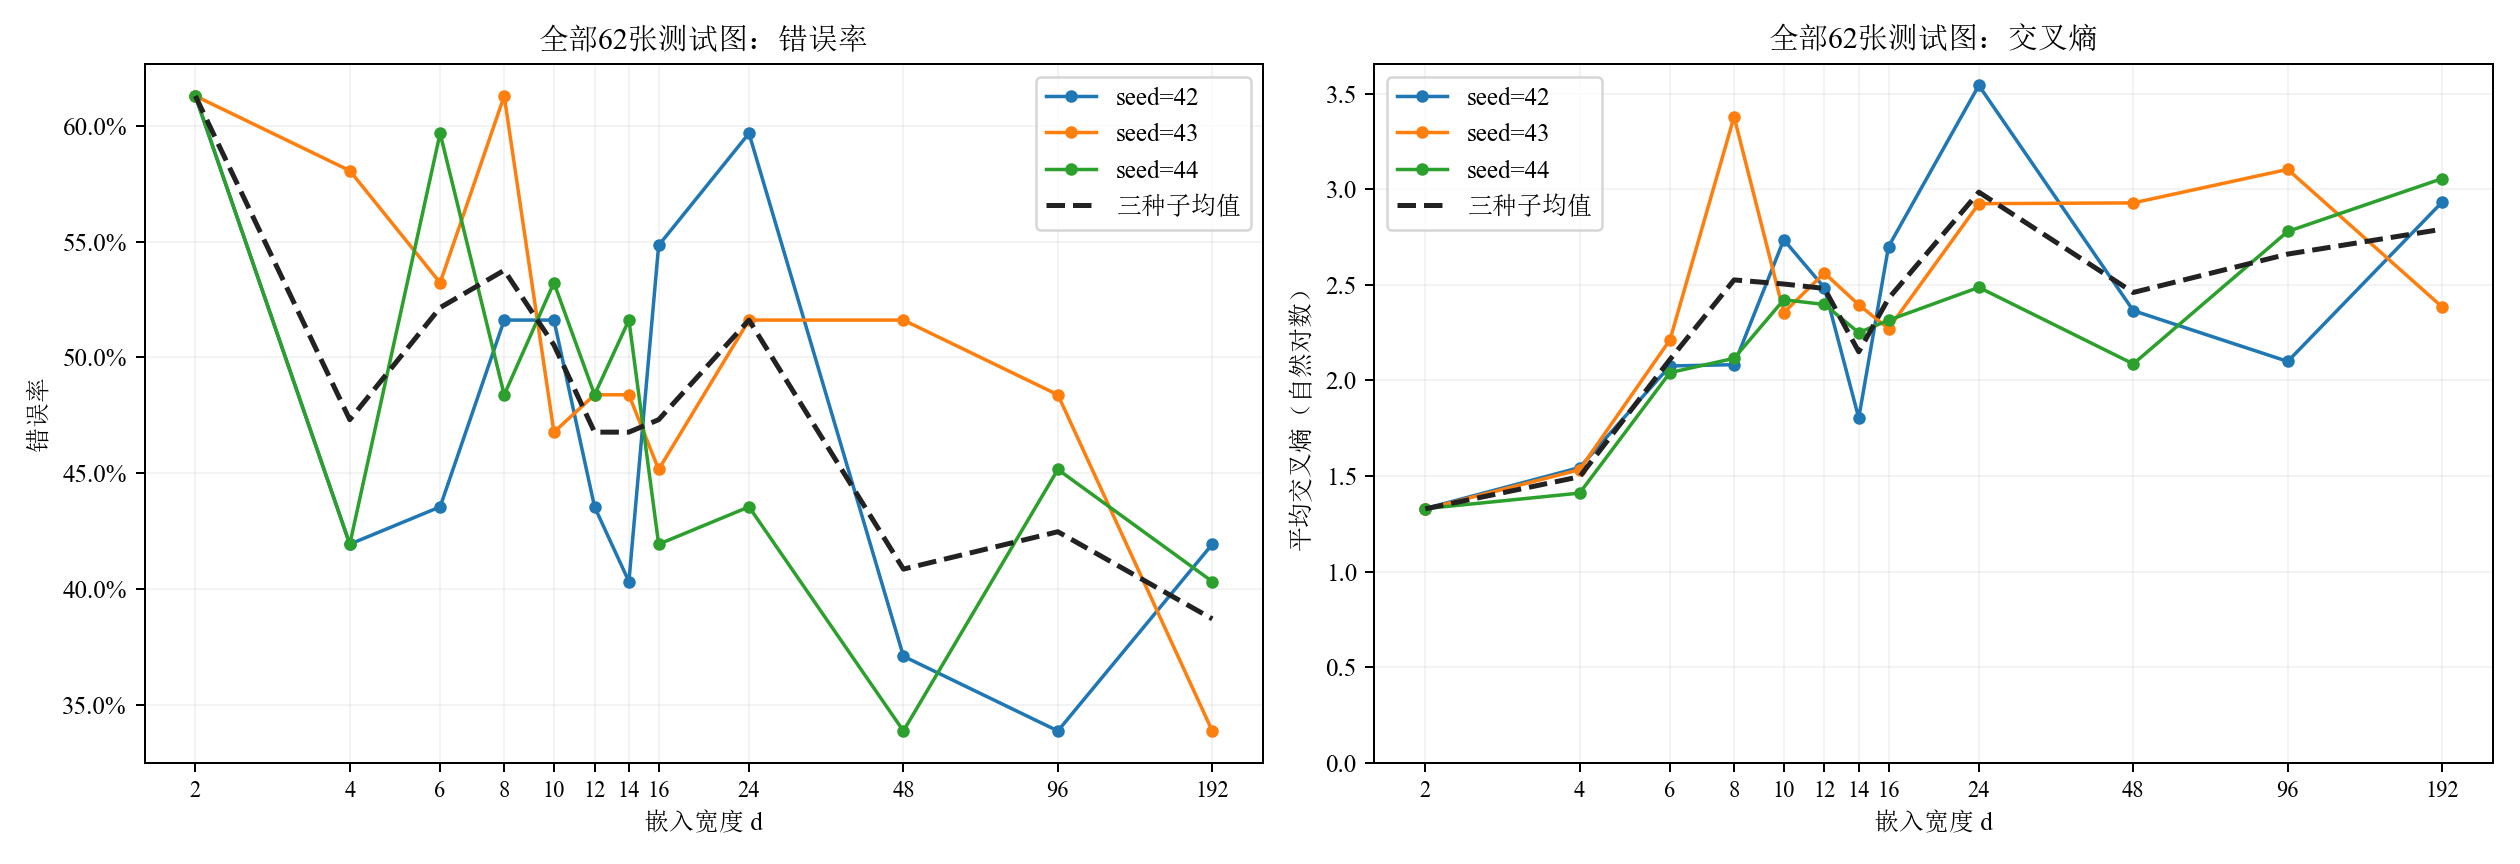 全部62张测试图：错误率
错误率
60.0%
55.0%
50.0%
45.0%
40.0%
35.0%
seed=42
seed=43
seed=44
三种子均值
2 4 6 8 10 12 14 16 24 48 96 192
嵌入宽度 d
全部62张测试图：交叉熵
平均交叉熵（自然对数）
3.5
3.0
2.5
2.0
1.5
1.0
0.5
0.0
seed=42
seed=43
seed=44
三种子均值
2 4 6 8 10 12 14 16 24 48 96 192
嵌入宽度 d